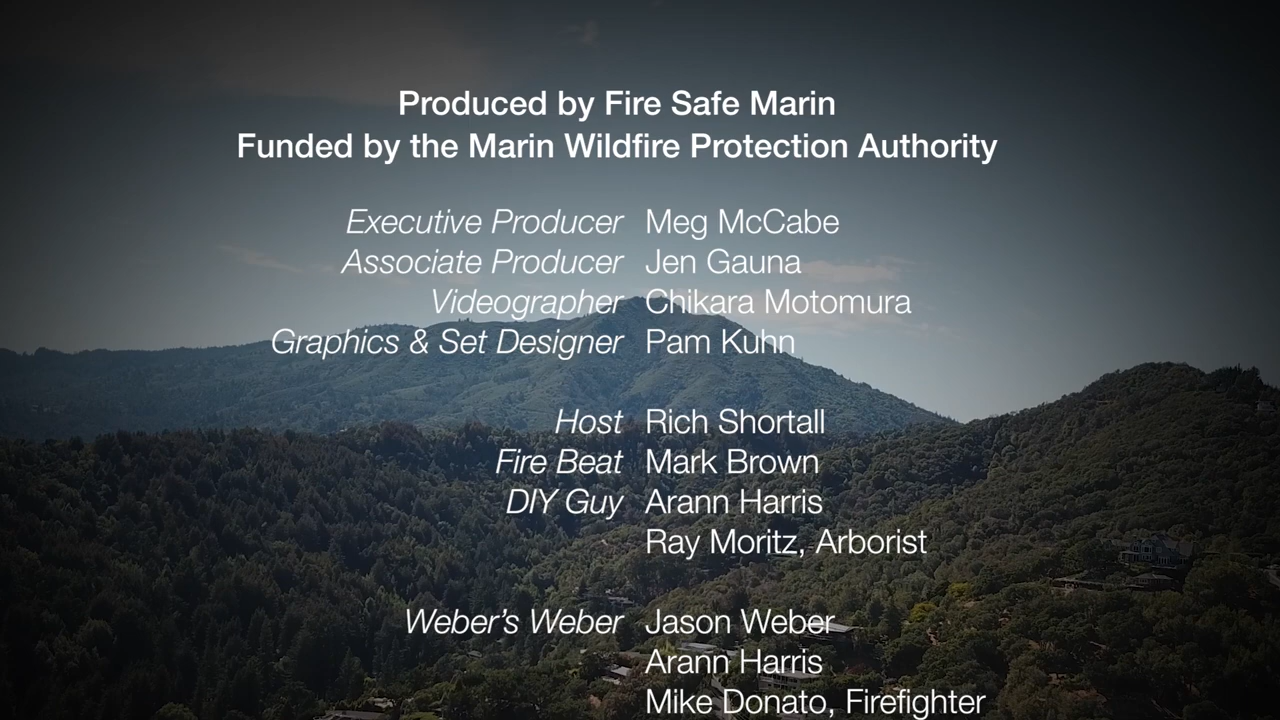 Produced by Fire Safe Marin
Funded by the Marin Wildfire Protection Authority
Executive Producer Meg McCabe
Associate Producer Jen Gauna
Videographer Chikara Motomura
Graphics & Set Designer Pam Kuhn
Host Rich Shortall
Fire Beat Mark Brown
DIY Guy Arann Harris
Ray Moritz, Arborist
Weber's Weber Jason Weber
Arann Harris
Mike Donato, Firefighter